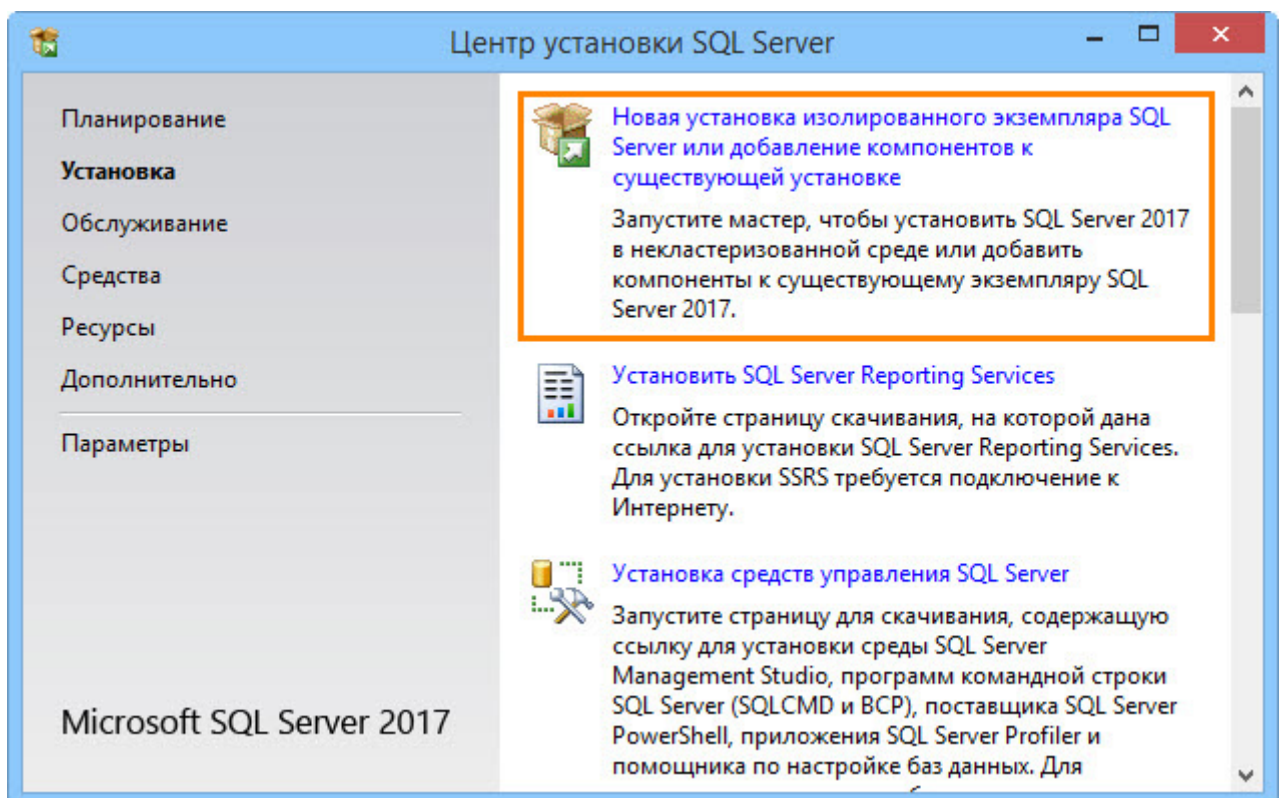 Центр установки SQL Server
Планирование
Установка
Обслуживание
Средства
Ресурсы
Дополнительно
Параметры
Microsoft SQL Server 2017
Новая установка изолированного экземпляра SQL
Server или добавление компонентов к
существующей установке
Запустите мастер, чтобы установить SQL Server 2017
в некластеризованной среде или добавить
компоненты к существующему экземпляру SQL
Server 2017.
Установить SQL Server Reporting Services
Откройте страницу скачивания, на которой дана
ссылка для установки SQL Server Reporting Services.
Для установки SSRS требуется подключение к
Интернету.
Установка средств управления SQL Server
Запустите страницу для скачивания, содержащую
ссылку для установки среды SQL Server
Management Studio, программ командной строки
SQL Server (SQLCMD и BCP), поставщика SQL Server
PowerShell, приложения SQL Server Profiler и
помощника по настройке баз данных. Для